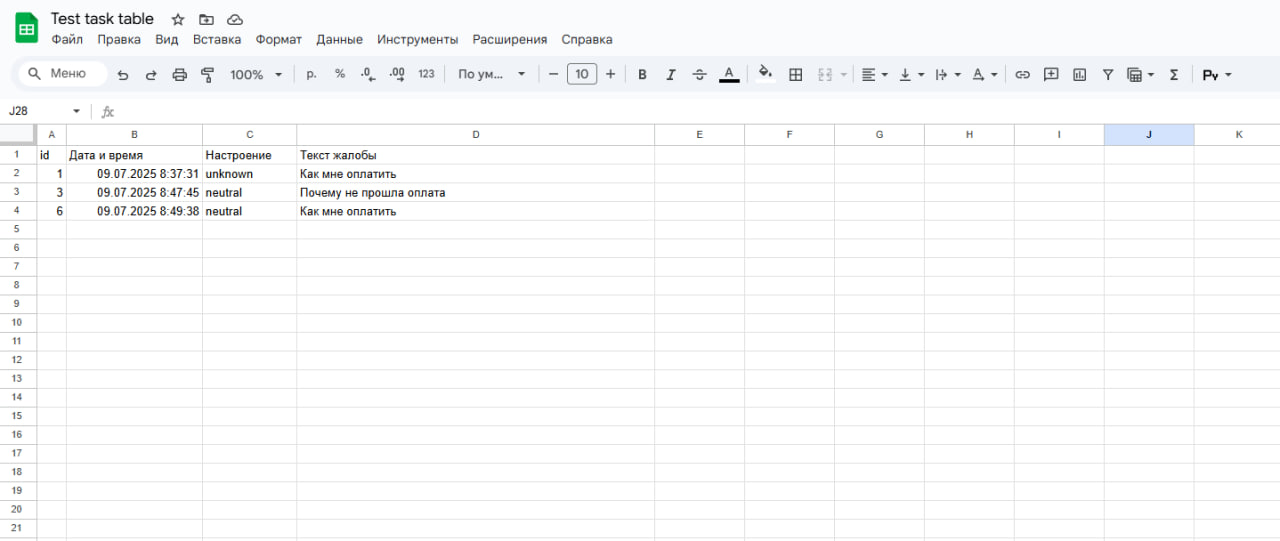 Test task table
Файл Правка Вид Вставка Формат Данные Инструменты Расширения Справка
Меню 100% р. % .0 .00 123 По ум... 10 B I A Σ Py
J28 fx
A B C D E F G H I J K
1 id Дата и время Настроение Текст жалобы
2 1 09.07.2025 8:37:31 unknown Как мне оплатить
3 3 09.07.2025 8:47:45 neutral Почему не прошла оплата
4 6 09.07.2025 8:49:38 neutral Как мне оплатить
5
6
7
8
9
10
11
12
13
14
15
16
17
18
19
20
21